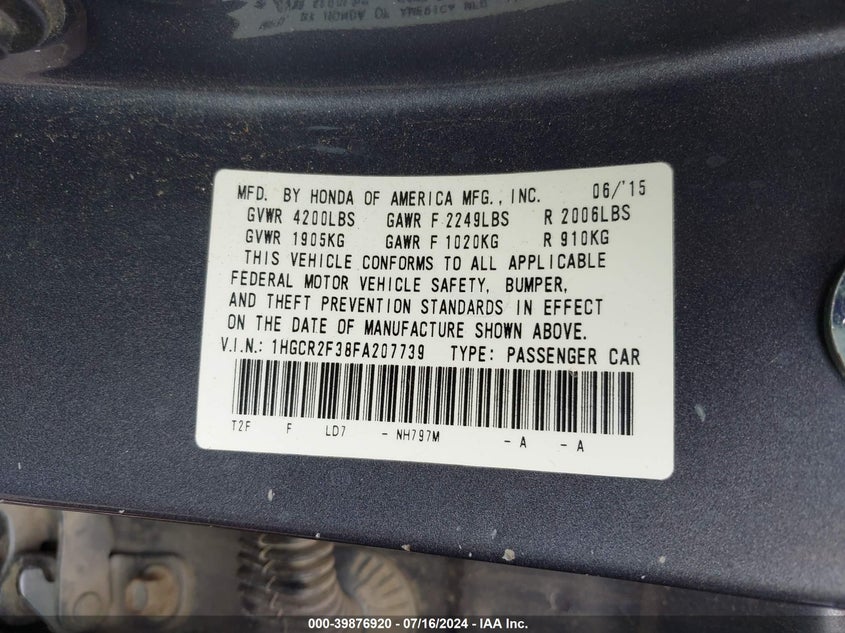 MFD. BY HONDA OF AMERICA MFG., INC. 06/'15
GVWR 4200LBS GAWR F 2249LBS R 2006LBS
GVWR 1905KG GAWR F 1020KG R 910KG
THIS VEHICLE CONFORMS TO ALL APPLICABLE
FEDERAL MOTOR VEHICLE SAFETY, BUMPER,
AND THEFT PREVENTION STANDARDS IN EFFECT
ON THE DATE OF MANUFACTURE SHOWN ABOVE.
V.I.N.: 1HGCR2F38FA207739 TYPE: PASSENGER CAR
T2F F LD7 - NH797M - A - A
000-39876920 - 07/16/2024 - IAA Inc.